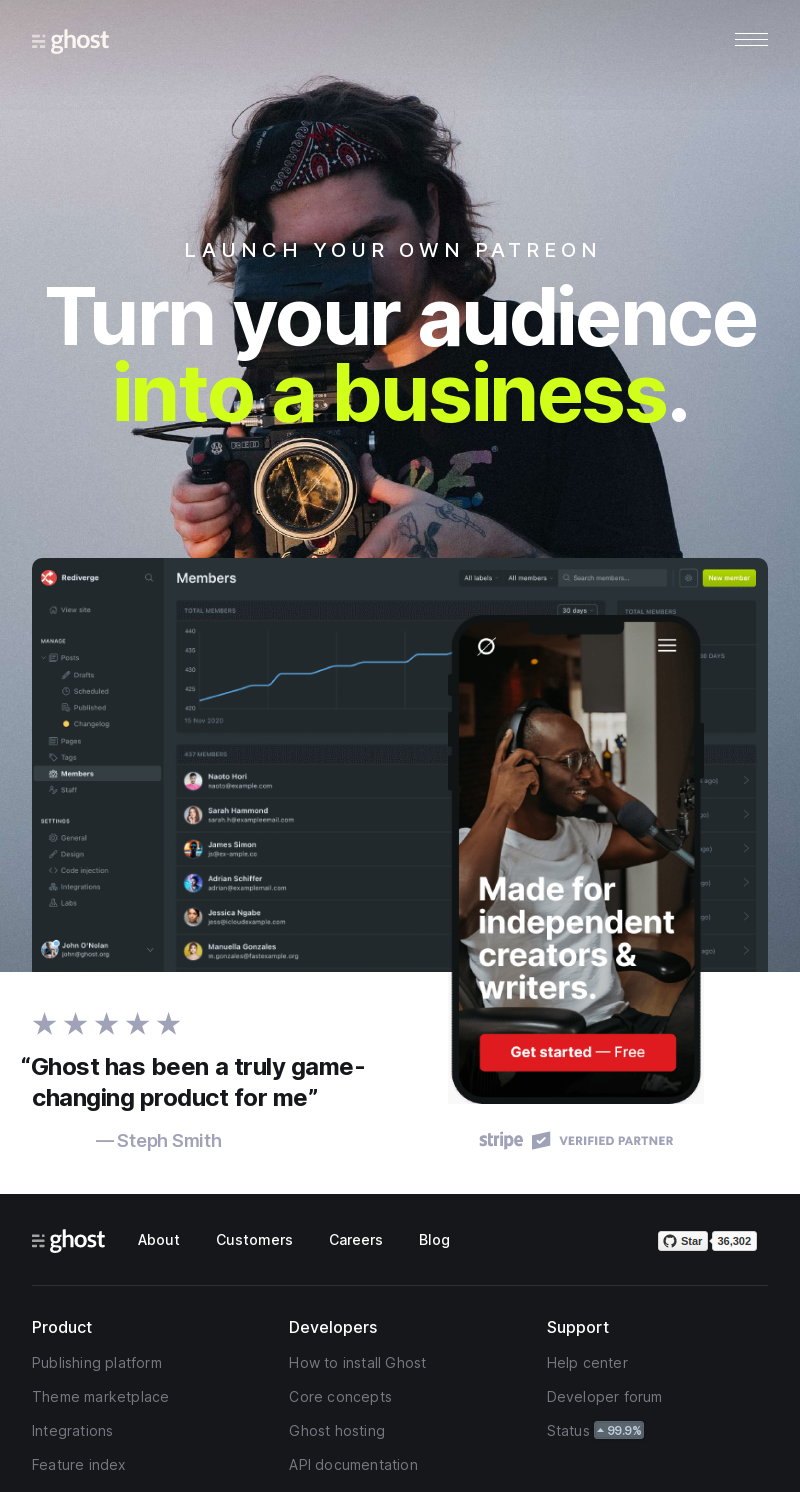 ghost
LAUNCH YOUR OWN PATREON
Turn your audience
into a business.
Rediverge
Members
All labels
All members
Search members...
New member
View site
TOTAL MEMBERS
30 days
TOTAL MEMBERS
440
435
430
425
420
15 Nov 2020
30 DAYS
MANAGE
Posts
Drafts
Scheduled
Published
Changelog
Pages
Tags
Members
Staff
SETTINGS
General
Design
Code injection
Integrations
Labs
John O'Nolan
john@ghost.org
437 MEMBERS
Naoto Hori
naoto@example.com
Sarah Hammond
sarah.h@exampleemail.com
James Simon
js@ex-ample.co
Adrian Schiffer
adrian@examplemail.com
Jessica Ngabe
jess@icloudexample.com
Manuella Gonzales
m.gonzales@fastexample.org
Made for
independent
creators &
writers.
Get started — Free
“Ghost has been a truly game-
changing product for me”
— Steph Smith
stripe VERIFIED PARTNER
ghost About Customers Careers Blog Star 36,302
Product
Publishing platform
Theme marketplace
Integrations
Feature index
Developers
How to install Ghost
Core concepts
Ghost hosting
API documentation
Support
Help center
Developer forum
Status 99.9%